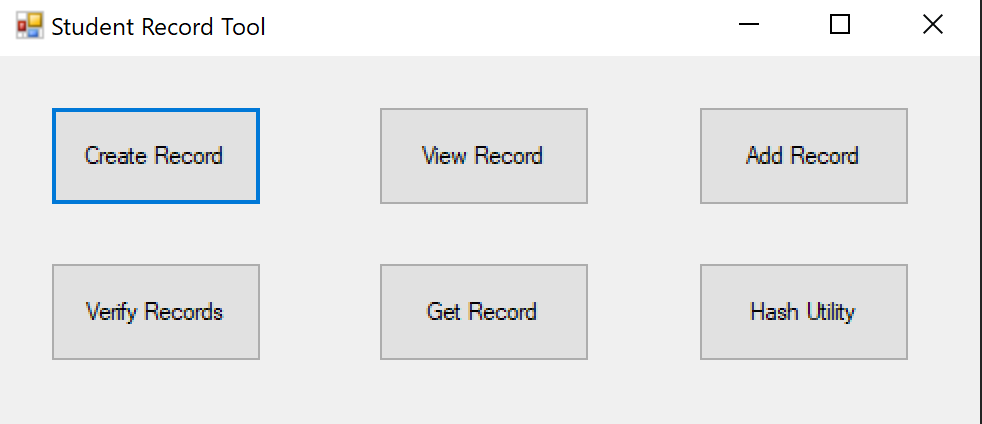 Student Record Tool
Create Record
View Record
Add Record
Verify Records
Get Record
Hash Utility